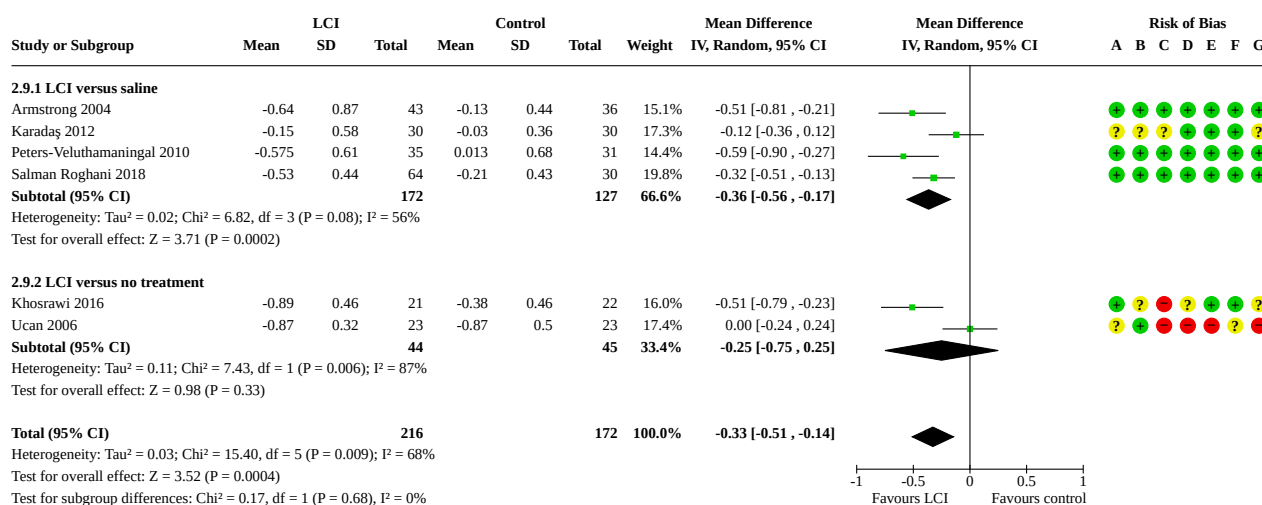 LCI Control Mean Difference Mean Difference Risk of Bias
Study or Subgroup Mean SD Total Mean SD Total Weight IV, Random, 95% CI IV, Random, 95% CI A B C D E F G
2.9.1 LCI versus saline
Armstrong 2004 -0.64 0.87 43 -0.13 0.44 36 15.1% -0.51 [-0.81 , -0.21] + + + + + + +
Karadaş 2012 -0.15 0.58 30 -0.03 0.36 30 17.3% -0.12 [-0.36 , 0.12] ? ? ? + + + ?
Peters-Veluthamaningal 2010 -0.575 0.61 35 0.013 0.68 31 14.4% -0.59 [-0.90 , -0.27] + + + + + + +
Salman Roghani 2018 -0.53 0.44 64 -0.21 0.43 30 19.8% -0.32 [-0.51 , -0.13] + + + + + + +
Subtotal (95% CI) 172 127 66.6% -0.36 [-0.56 , -0.17]
Heterogeneity: Tau² = 0.02; Chi² = 6.82, df = 3 (P = 0.08); I² = 56%
Test for overall effect: Z = 3.71 (P = 0.0002)
2.9.2 LCI versus no treatment
Khosrawi 2016 -0.89 0.46 21 -0.38 0.46 22 16.0% -0.51 [-0.79 , -0.23] + ? − ? + + ?
Ucan 2006 -0.87 0.32 23 -0.87 0.5 23 17.4% 0.00 [-0.24 , 0.24] ? + − − − ? −
Subtotal (95% CI) 44 45 33.4% -0.25 [-0.75 , 0.25]
Heterogeneity: Tau² = 0.11; Chi² = 7.43, df = 1 (P = 0.006); I² = 87%
Test for overall effect: Z = 0.98 (P = 0.33)
Total (95% CI) 216 172 100.0% -0.33 [-0.51 , -0.14]
Heterogeneity: Tau² = 0.03; Chi² = 15.40, df = 5 (P = 0.009); I² = 68%
Test for overall effect: Z = 3.52 (P = 0.0004)
-1 -0.5 0 0.5 1
Test for subgroup differences: Chi² = 0.17, df = 1 (P = 0.68), I² = 0% Favours LCI Favours control